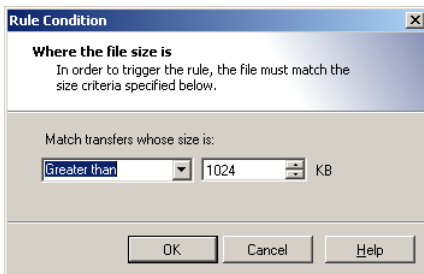 Rule Condition
Where the file size is
In order to trigger the rule, the file must match the
size criteria specified below.
Match transfers whose size is:
Greater than 1024 KB
OK Cancel Help